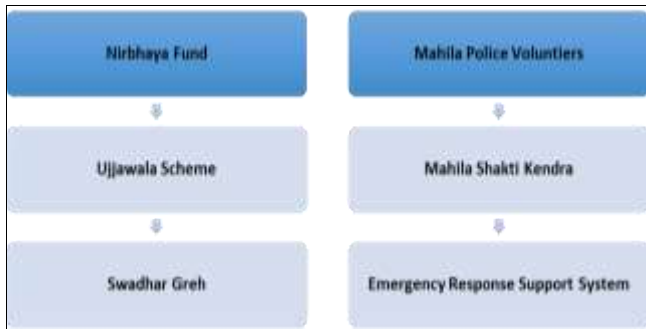 Nirbhaya Fund
Mahila Police Voluntiers
Ujjawala Scheme
Mahila Shakti Kendra
Swadhar Greh
Emergency Response Support System